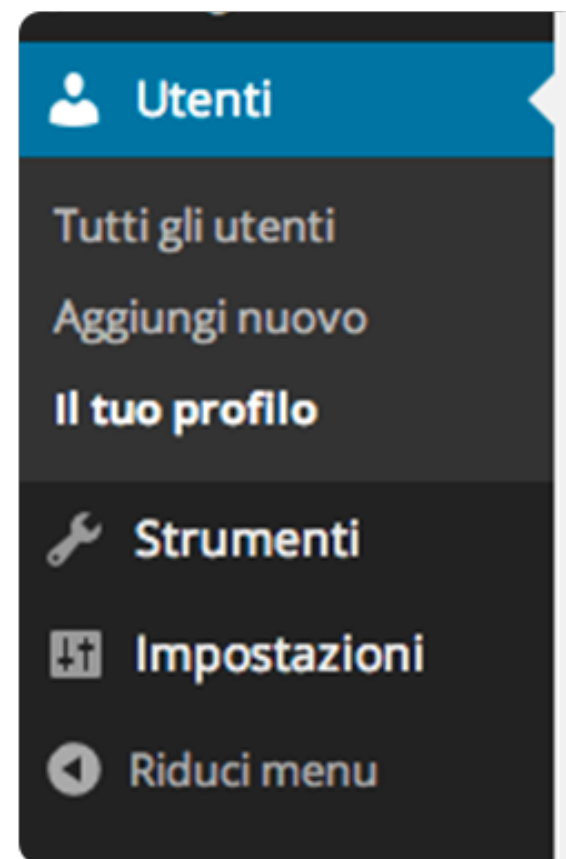 Utenti
Tutti gli utenti
Aggiungi nuovo
Il tuo profilo
Strumenti
Impostazioni
Riduci menu